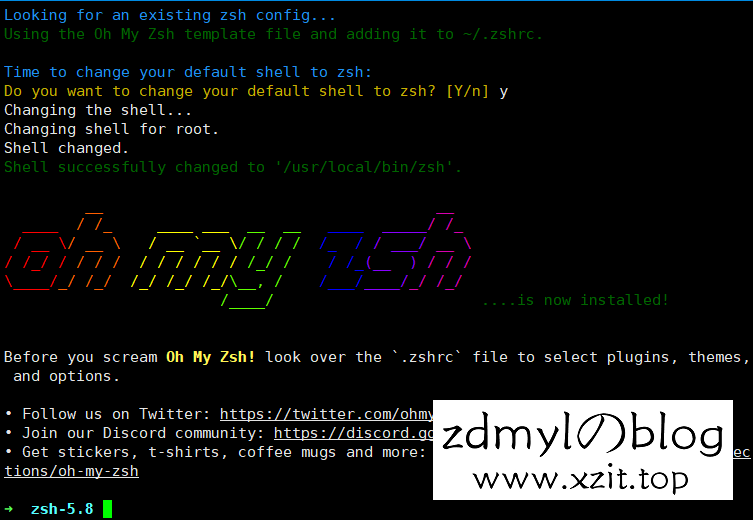 Looking for an existing zsh config...
Using the Oh My Zsh template file and adding it to ~/.zshrc.
Time to change your default shell to zsh:
Do you want to change your default shell to zsh? [Y/n] y
Changing the shell...
Changing shell for root.
Shell changed.
Shell successfully changed to '/usr/local/bin/zsh'.
oh my zsh
....is now installed!
Before you scream Oh My Zsh! look over the `.zshrc` file to select plugins, themes,
and options.
• Follow us on Twitter: https://twitter.com/ohmy
• Join our Discord community: https://discord.g
• Get stickers, t-shirts, coffee mugs and more: ec
tions/oh-my-zsh
zdmylのblog
www.xzit.top
➜ zsh-5.8